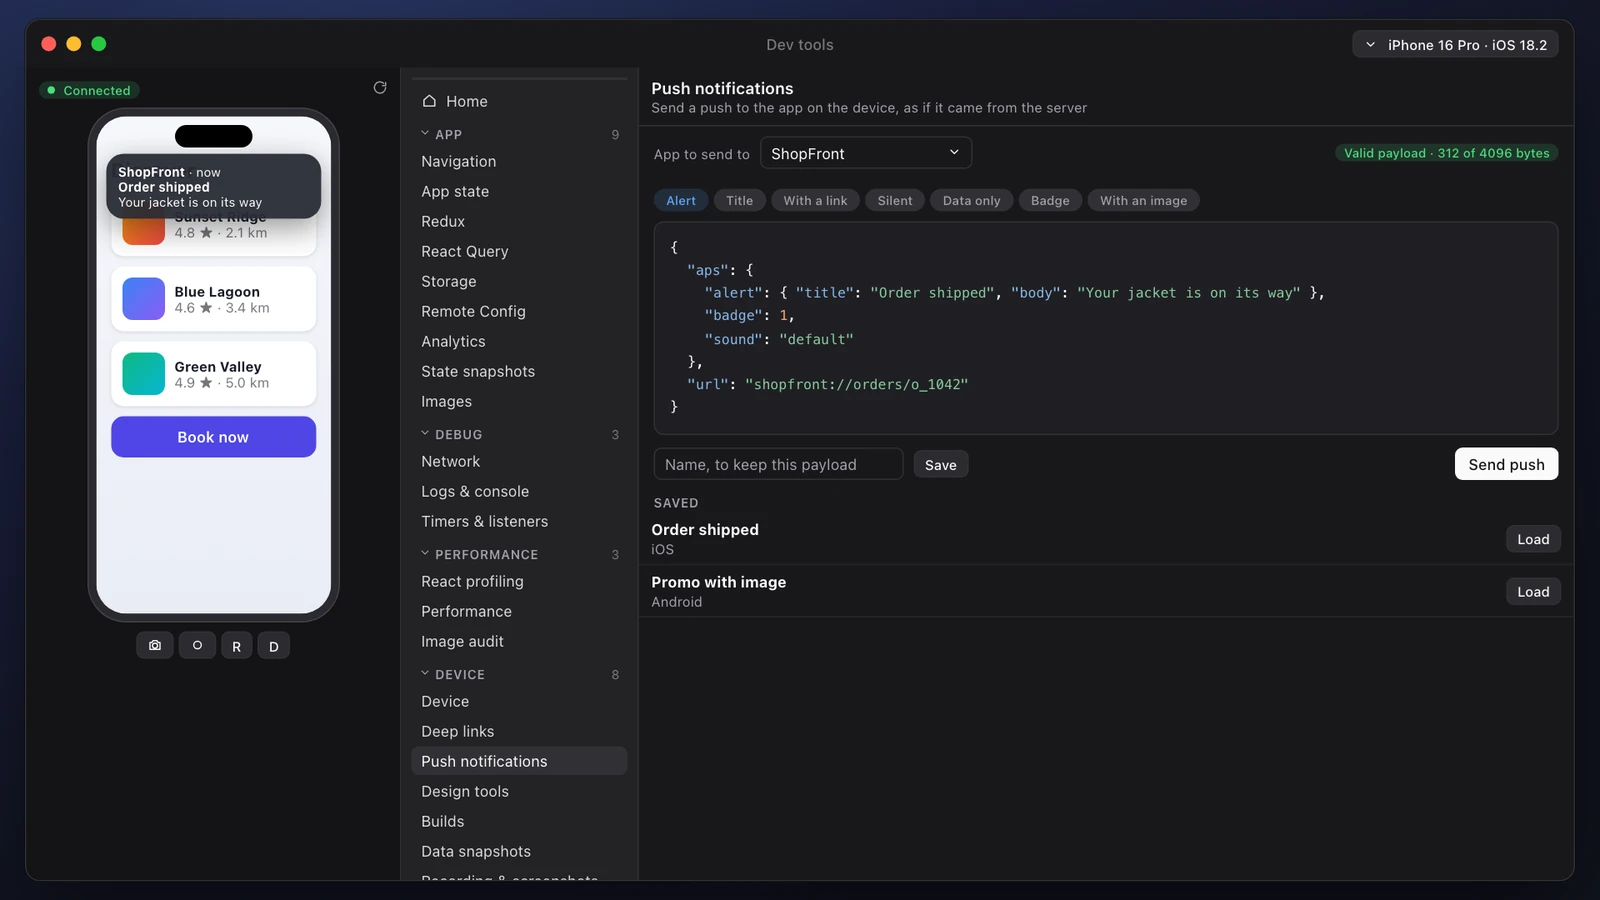 Dev tools
iPhone 16 Pro · iOS 18.2
Connected
ShopFront · now
Order shipped
Your jacket is on its way
Sunset Ridge
4.8 ★ · 2.1 km
Blue Lagoon
4.6 ★ · 3.4 km
Green Valley
4.9 ★ · 5.0 km
Book now
R
D
Home
APP 9
Navigation
App state
Redux
React Query
Storage
Remote Config
Analytics
State snapshots
Images
DEBUG 3
Network
Logs & console
Timers & listeners
PERFORMANCE 3
React profiling
Performance
Image audit
DEVICE 8
Device
Deep links
Push notifications
Design tools
Builds
Data snapshots
Recording & screenshots
Push notifications
Send a push to the app on the device, as if it came from the server
App to send to ShopFront
Valid payload · 312 of 4096 bytes
Alert Title With a link Silent Data only Badge With an image
{
"aps": {
"alert": { "title": "Order shipped", "body": "Your jacket is on its way" },
"badge": 1,
"sound": "default"
},
"url": "shopfront://orders/o_1042"
}
Name, to keep this payload Save Send push
SAVED
Order shipped
iOS
Load
Promo with image
Android
Load